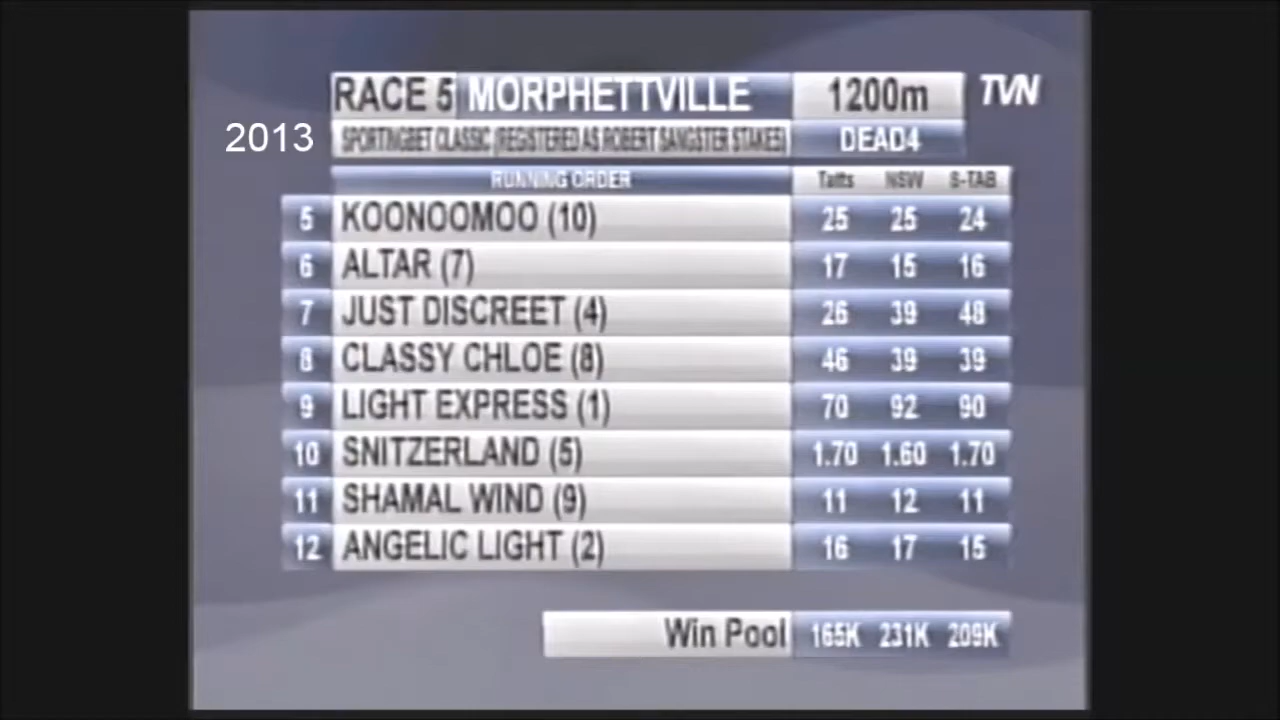 RACE 5 MORPHETTVILLE 1200m TVN
2013 SPORTINGBET CLASSIC (REGISTERED AS ROBERT SANGSTER STAKES) DEAD4
RUNNING ORDER Tatts NSW S-TAB
5 KOONOOMOO (10) 25 25 24
6 ALTAR (7) 17 15 16
7 JUST DISCREET (4) 26 39 48
8 CLASSY CHLOE (8) 46 39 39
9 LIGHT EXPRESS (1) 70 92 90
10 SNITZERLAND (5) 1.70 1.60 1.70
11 SHAMAL WIND (9) 11 12 11
12 ANGELIC LIGHT (2) 16 17 15
Win Pool 165K 231K 209K